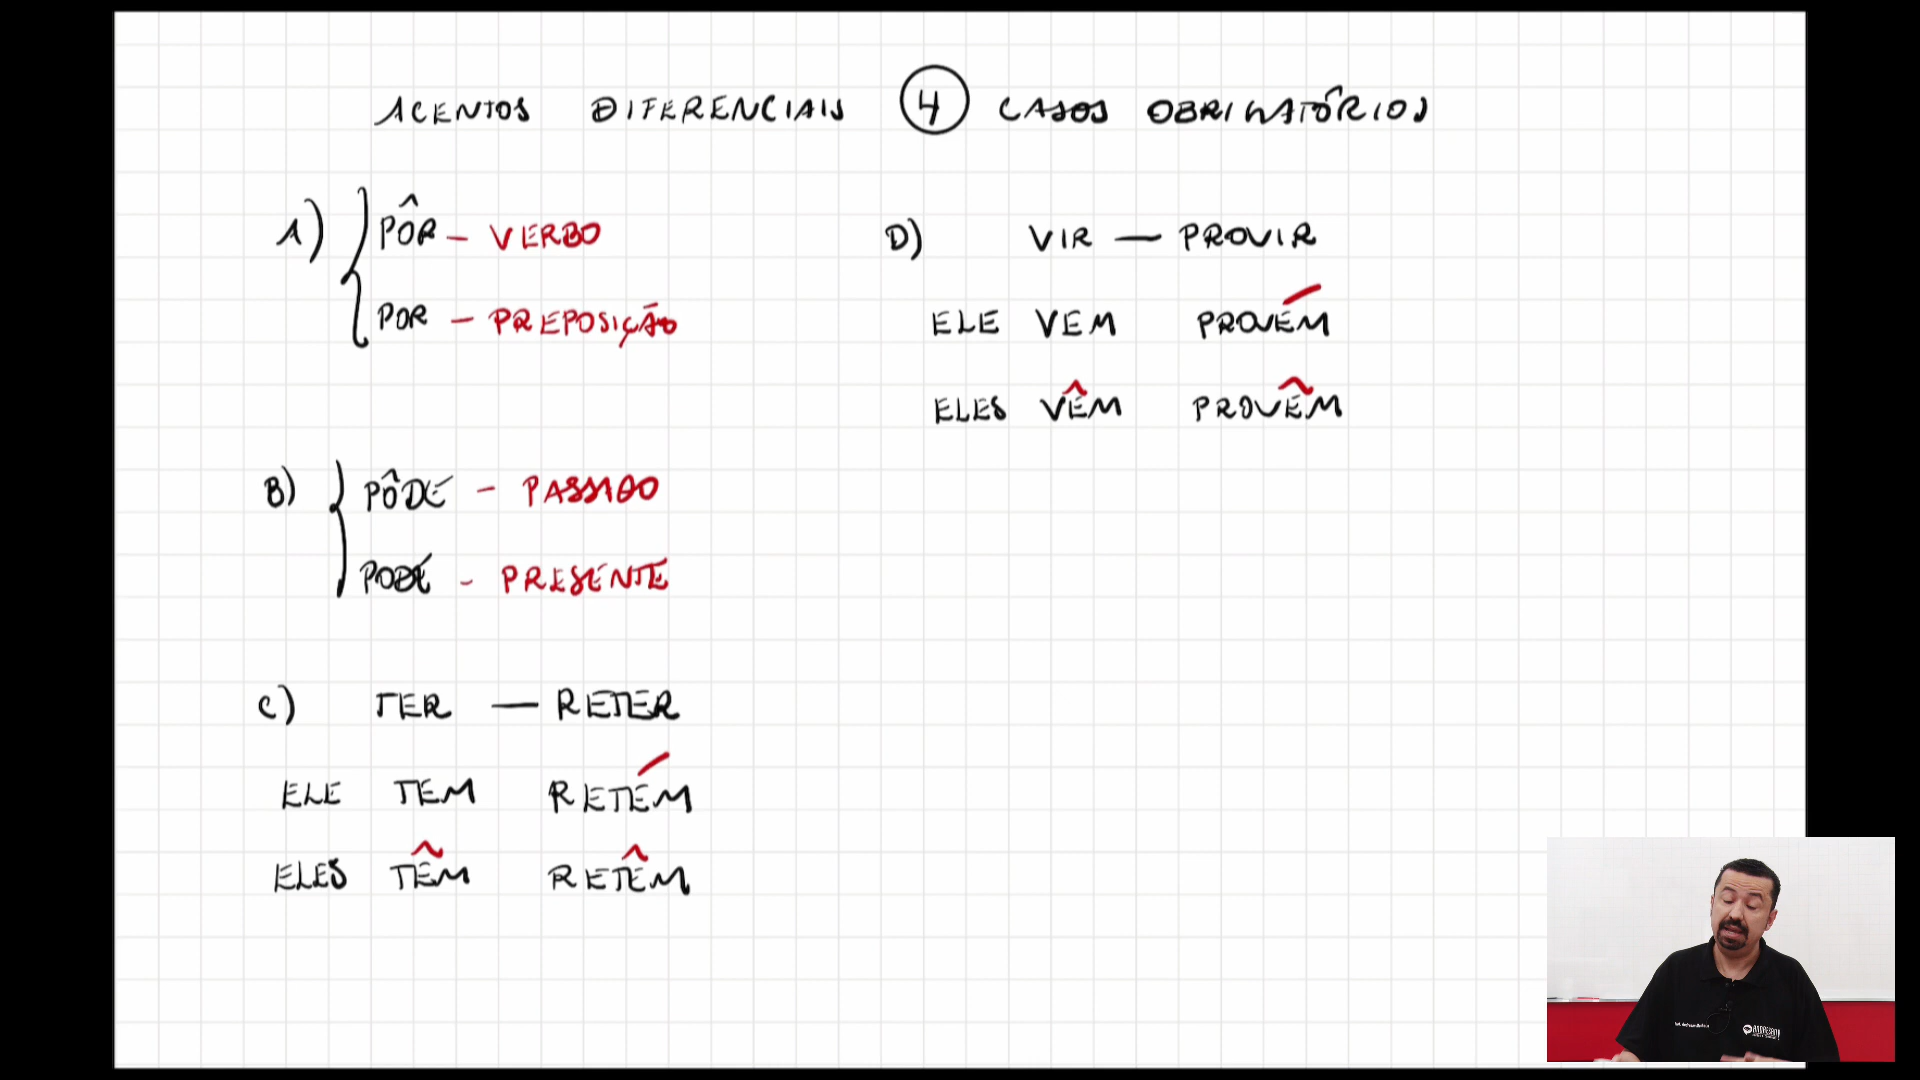 ACENTOS DIFERENCIAIS 4 CASOS OBRIGATÓRIOS
A) PÔR - VERBO
POR - PREPOSIÇÃO
B) PÔDE - PASSADO
PODE - PRESENTE
C) TER — RETER
ELE TEM RETÉM
ELES TÊM RETÊM
D) VIR — PROVIR
ELE VEM PROVÉM
ELES VÊM PROVÊM